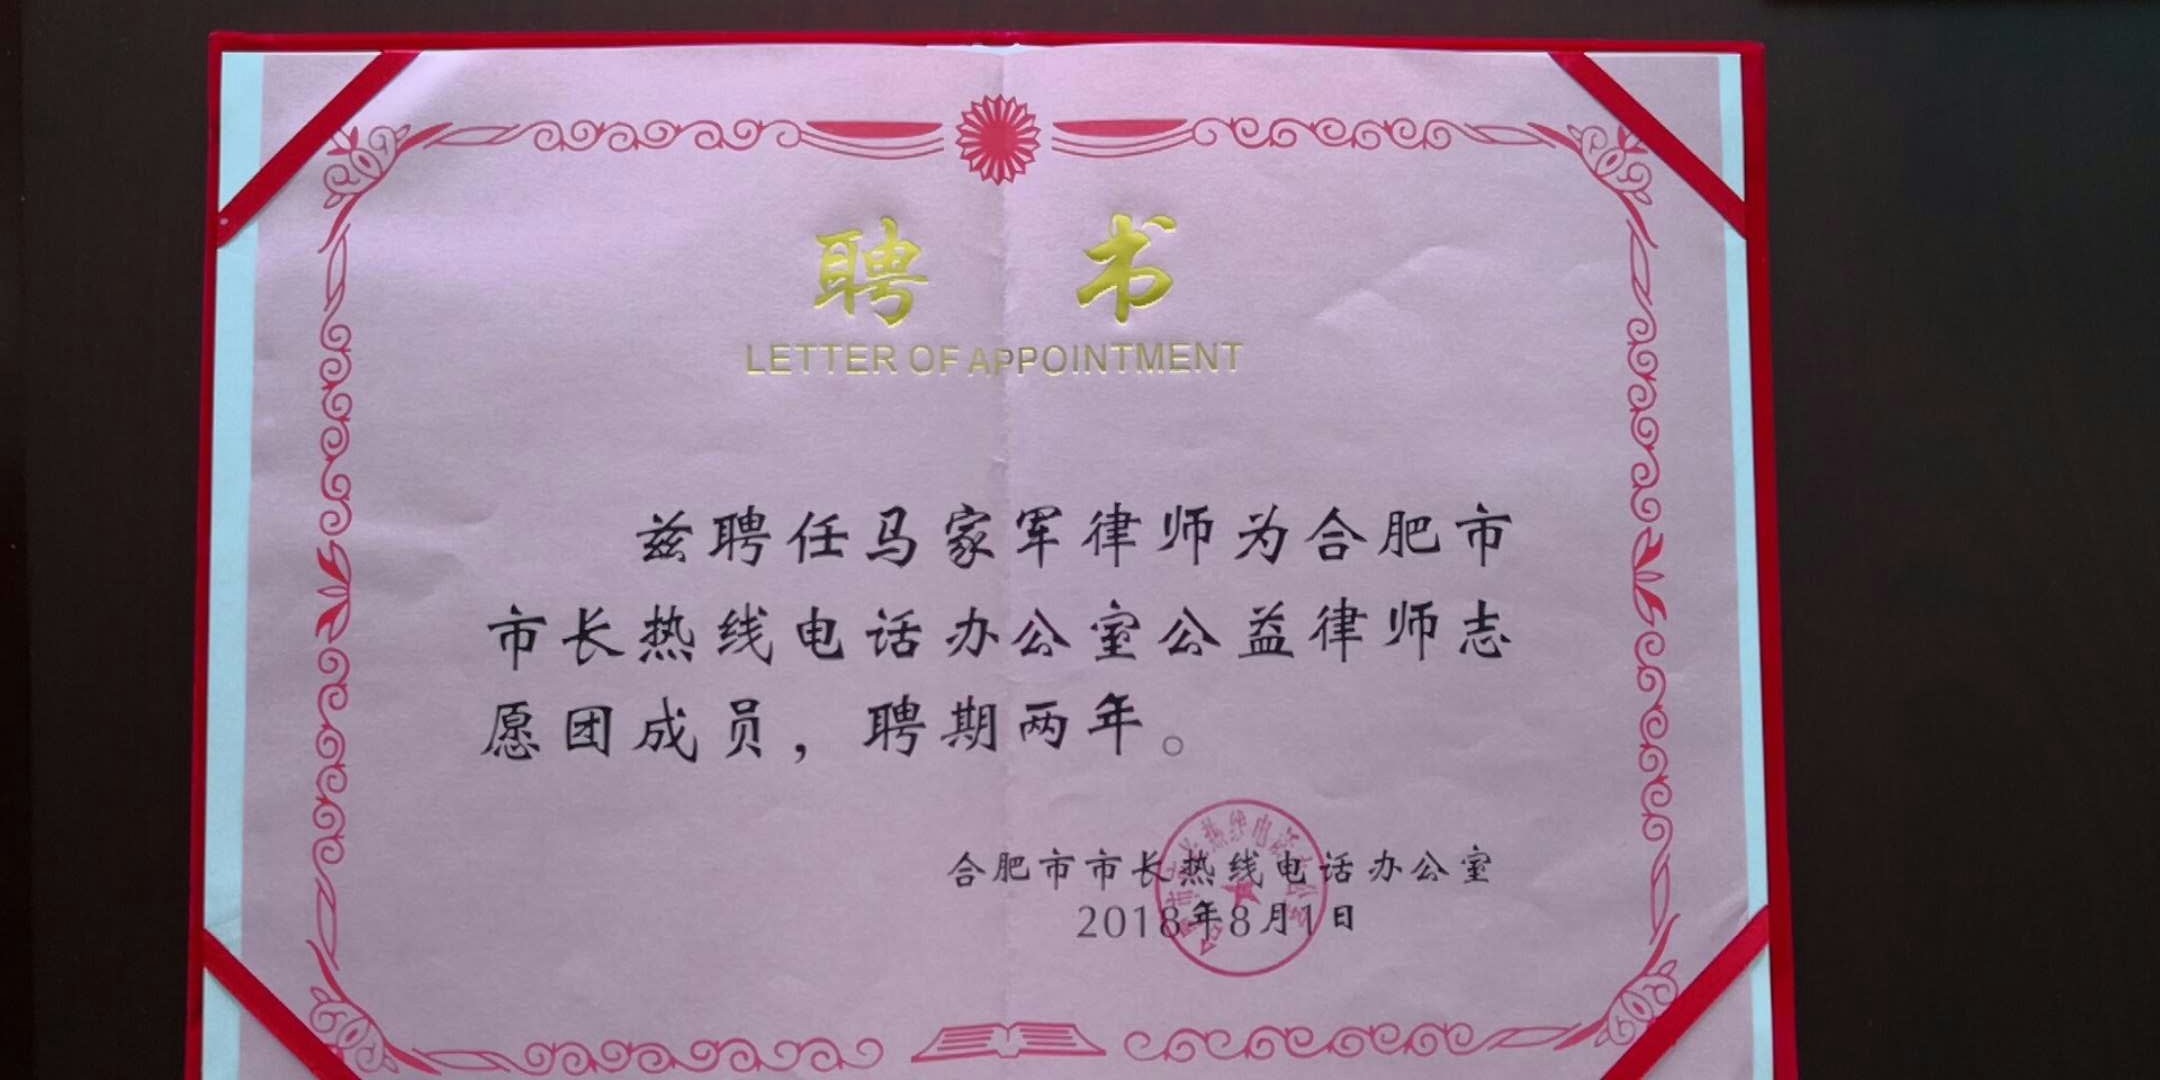 聘 书
LETTER OF APPOINTMENT
兹聘任马家军律师为合肥市
市长热线电话办公室公益律师志
愿团成员，聘期两年。
合肥市市长热线电话办公室
2018年8月1日